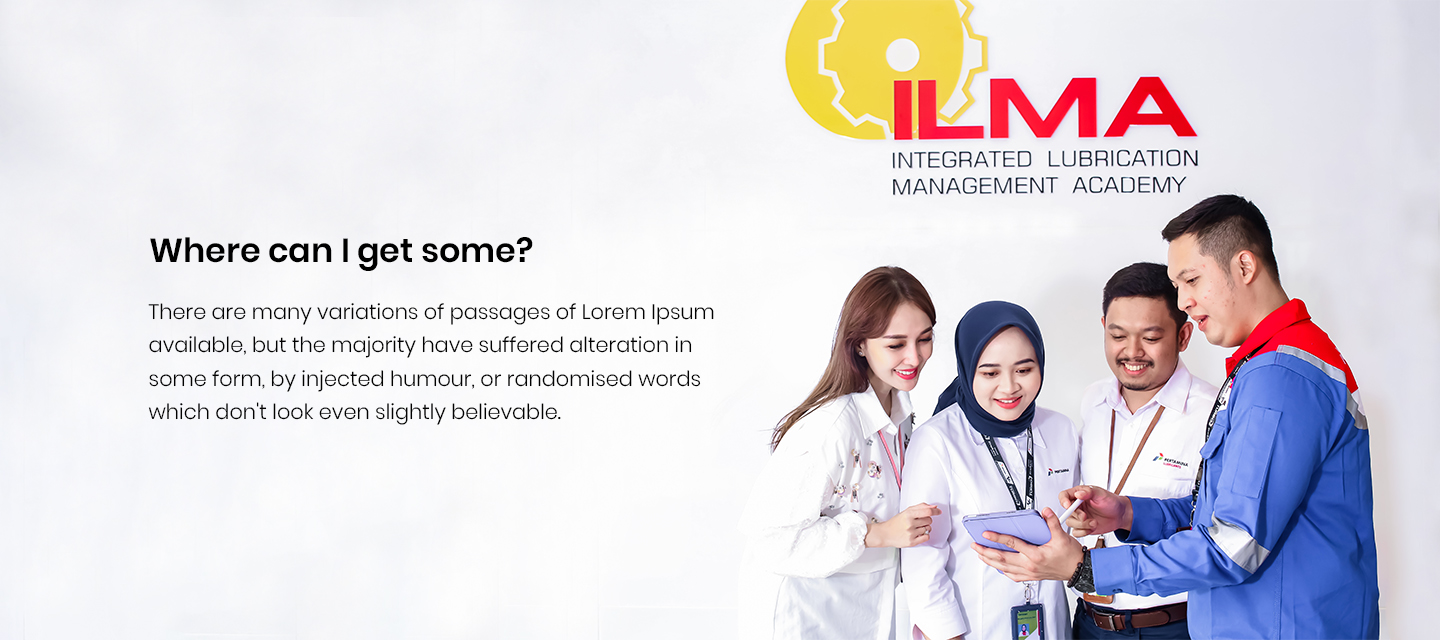 ILMA
INTEGRATED LUBRICATION
MANAGEMENT ACADEMY
Where can I get some?
There are many variations of passages of Lorem Ipsum
available, but the majority have suffered alteration in
some form, by injected humour, or randomised words
which don't look even slightly believable.
PERTAMINA
PERTAMINA